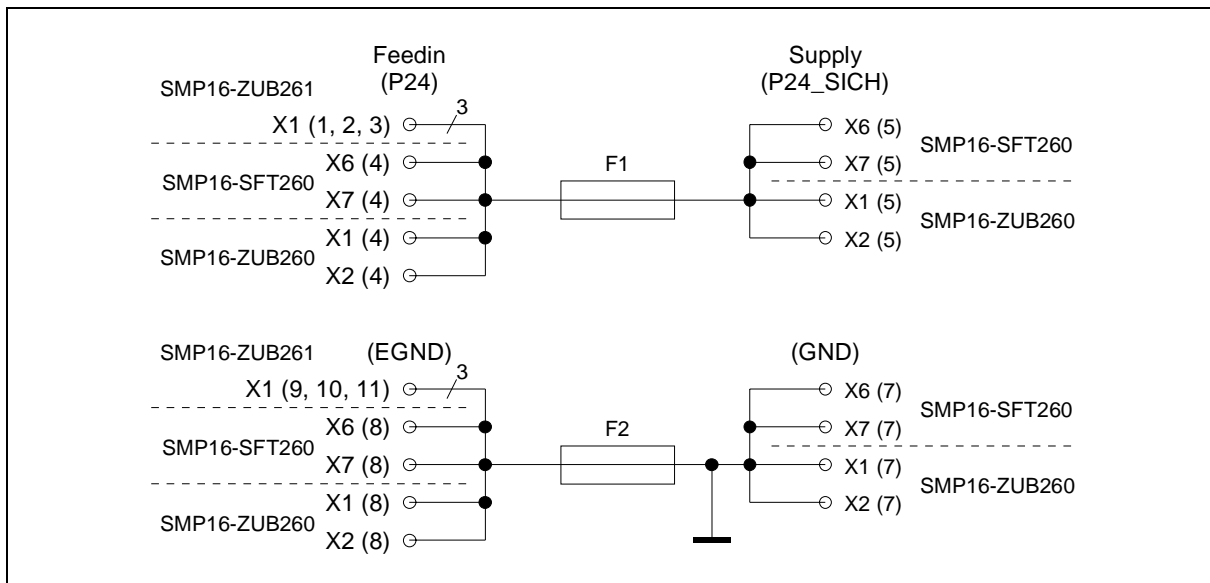 Feedin Supply
SMP16-ZUB261 (P24) (P24_SICH)
X1 (1, 2, 3) 3 X6 (5)
SMP16-SFT260
X6 (4) F1 X7 (5)
SMP16-SFT260
X7 (4) X1 (5)
SMP16-ZUB260
X1 (4) X2 (5)
SMP16-ZUB260
X2 (4)
SMP16-ZUB261 (EGND) (GND)
X1 (9, 10, 11) 3 X6 (7)
SMP16-SFT260
X6 (8) F2 X7 (7)
SMP16-SFT260
X7 (8) X1 (7)
SMP16-ZUB260
X1 (8) X2 (7)
SMP16-ZUB260
X2 (8)